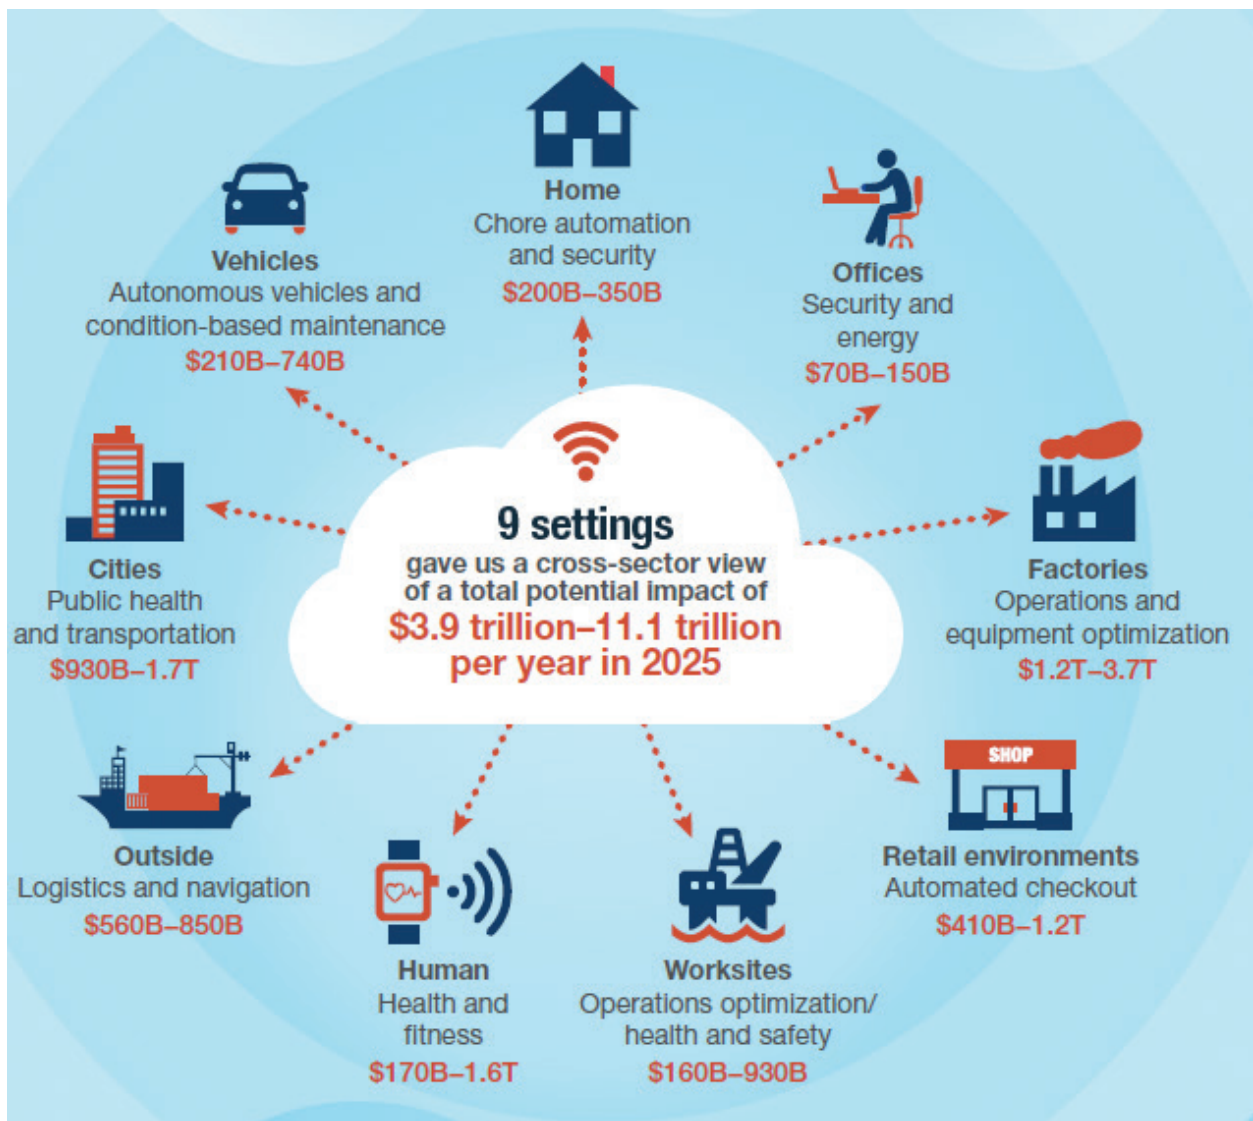 Home
Chore automation
and security
$200B–350B
Offices
Security and
energy
$70B–150B
Vehicles
Autonomous vehicles and
condition-based maintenance
$210B–740B
9 settings
gave us a cross-sector view
of a total potential impact of
$3.9 trillion–11.1 trillion
per year in 2025
Cities
Public health
and transportation
$930B–1.7T
Factories
Operations and
equipment optimization
$1.2T–3.7T
Outside
Logistics and navigation
$560B–850B
SHOP
Retail environments
Automated checkout
$410B–1.2T
Human
Health and
fitness
$170B–1.6T
Worksites
Operations optimization/
health and safety
$160B–930B